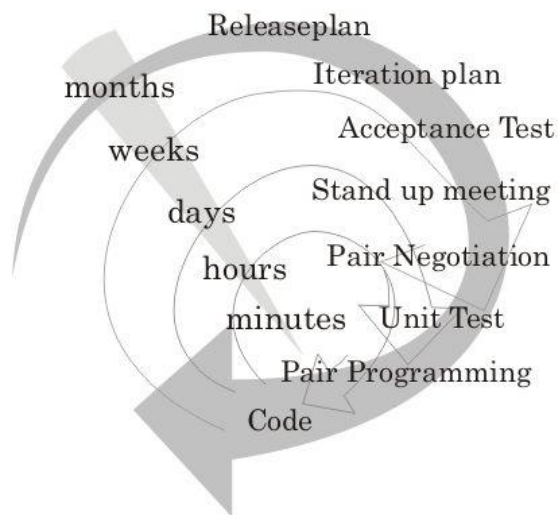 Releaseplan
Iteration plan
months
Acceptance Test
weeks
Stand up meeting
days
Pair Negotiation
hours
Unit Test
minutes
Pair Programming
Code